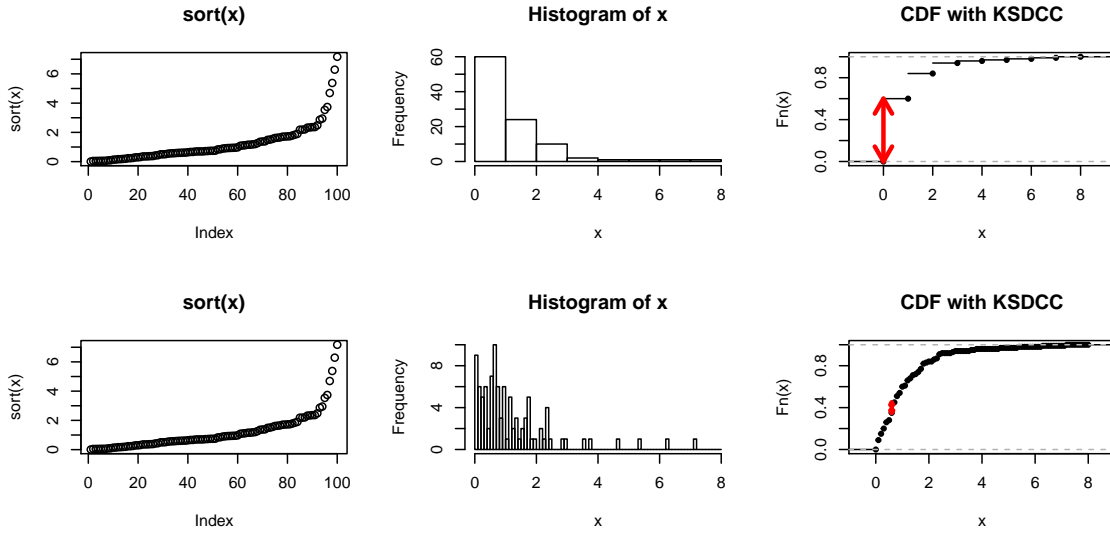 sort(x)
Histogram of x
CDF with KSDCC
sort(x)
0 2 4 6
0 20 40 60 80 100
Index
Frequency
0 20 40 60
0 2 4 6 8
x
Fn(x)
0.0 0.4 0.8
0 2 4 6 8
x
sort(x)
Histogram of x
CDF with KSDCC
sort(x)
0 2 4 6
0 20 40 60 80 100
Index
Frequency
0 4 8
0 2 4 6 8
x
Fn(x)
0.0 0.4 0.8
0 2 4 6 8
x